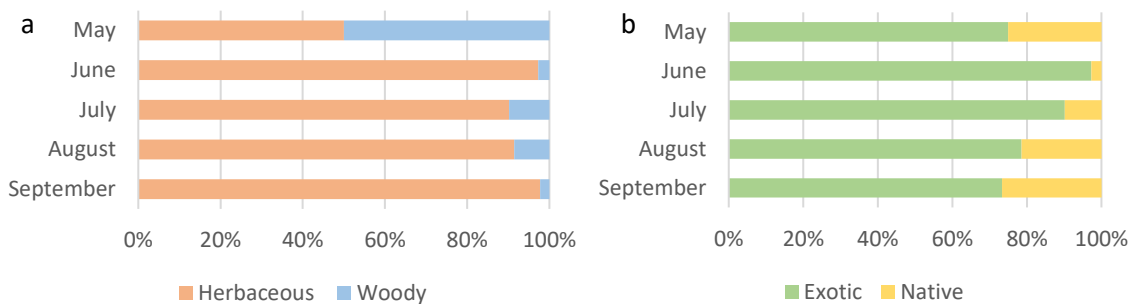 a
May
June
July
August
September
0% 20% 40% 60% 80% 100%
Herbaceous Woody
b
May
June
July
August
September
0% 20% 40% 60% 80% 100%
Exotic Native